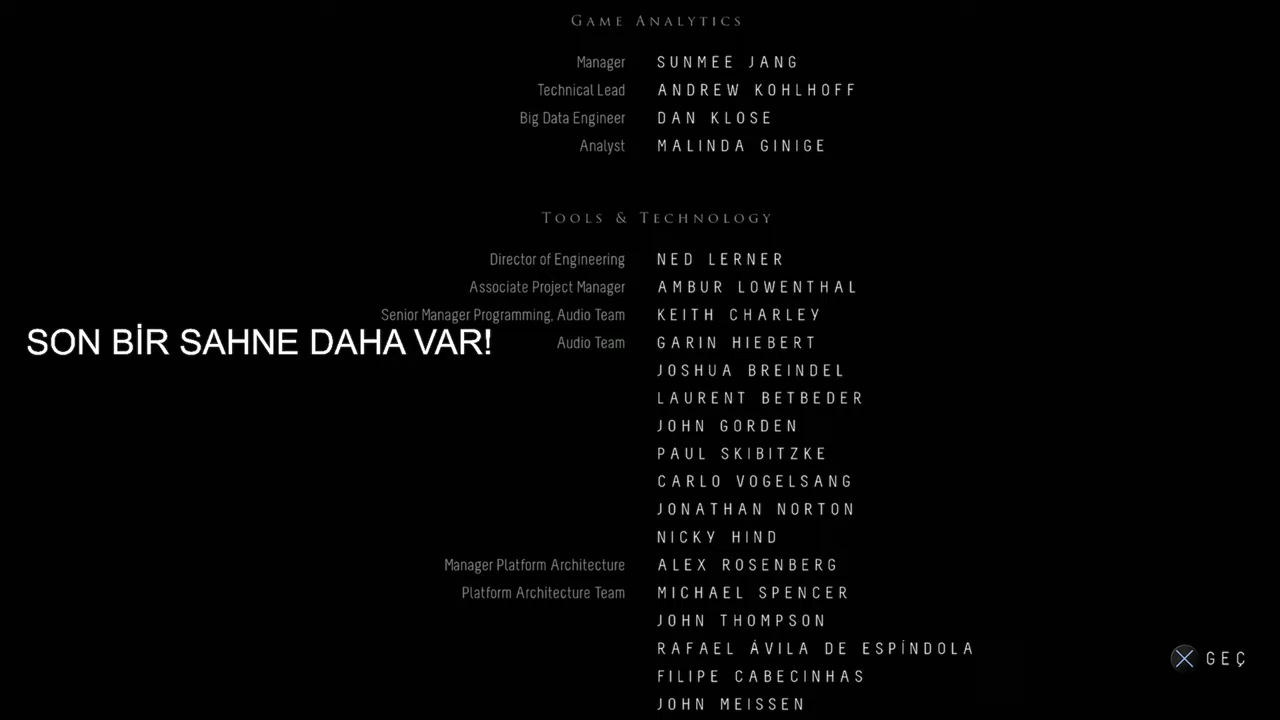 GAME ANALYTICS
Manager SUNMEE JANG
Technical Lead ANDREW KOHLHOFF
Big Data Engineer DAN KLOSE
Analyst MALINDA GINIGE
TOOLS & TECHNOLOGY
Director of Engineering NED LERNER
Associate Project Manager AMBUR LOWENTHAL
Senior Manager Programming, Audio Team KEITH CHARLEY
SON BİR SAHNE DAHA VAR!
Audio Team GARIN HIEBERT
JOSHUA BREINDEL
LAURENT BETBEDER
JOHN GORDEN
PAUL SKIBITZKE
CARLO VOGELSANG
JONATHAN NORTON
NICKY HIND
Manager Platform Architecture ALEX ROSENBERG
Platform Architecture Team MICHAEL SPENCER
JOHN THOMPSON
RAFAEL ÁVILA DE ESPÍNDOLA
GEÇ
FILIPE CABECINHAS
JOHN MEISSEN